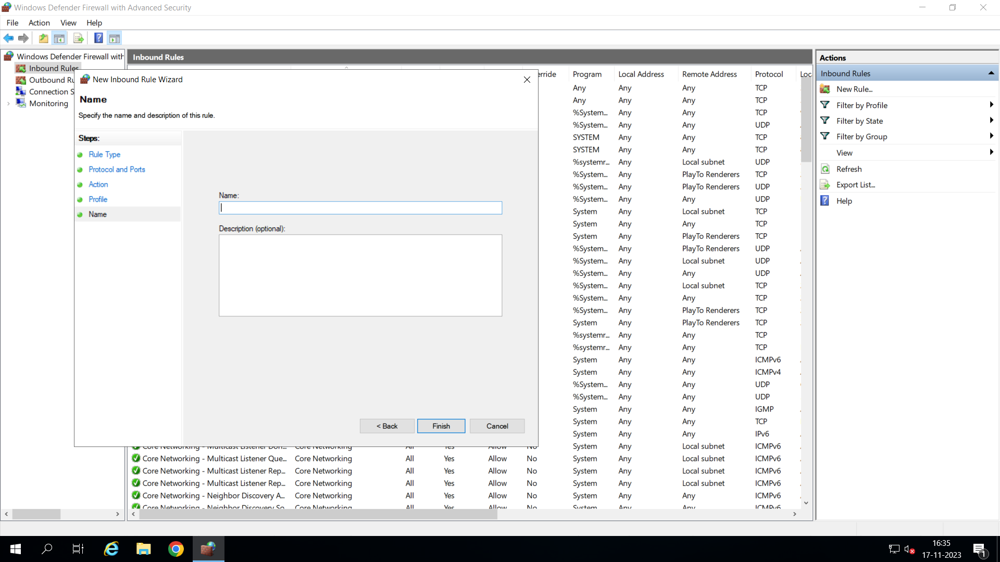 Windows Defender Firewall with Advanced Security
File Action View Help
Windows Defender Firewall with
Inbound Rules
Outbound Ru
Connection S
Monitoring
Inbound Rules
erride Program Local Address Remote Address Protocol Loc
Any Any Any TCP
Any Any Any TCP
%System... Any Any TCP
%System... Any Any UDP
SYSTEM Any Any TCP
SYSTEM Any Any TCP
%systemr... Any Local subnet UDP
%System... Any PlayTo Renderers TCP
%System... Any PlayTo Renderers UDP
%System... Any Any UDP
System Any Local subnet TCP
System Any Any TCP
System Any PlayTo Renderers TCP
%System... Any PlayTo Renderers UDP
%System... Any Local subnet UDP
%System... Any Any UDP
%System... Any Local subnet TCP
%System... Any Any TCP
%System... Any PlayTo Renderers TCP
System Any PlayTo Renderers TCP
%systemr... Any Any TCP
%systemr... Any Any TCP
System Any Any ICMPv6
System Any Any ICMPv4
%System... Any Any UDP
%System... Any Any UDP
System Any Any IGMP
System Any Any TCP
System Any Any IPv6
Core Networking - Multicast Listener Don... Core Networking All Yes Allow No System Any Local subnet ICMPv6
Core Networking - Multicast Listener Que... Core Networking All Yes Allow No System Any Local subnet ICMPv6
Core Networking - Multicast Listener Rep... Core Networking All Yes Allow No System Any Local subnet ICMPv6
Core Networking - Multicast Listener Rep... Core Networking All Yes Allow No System Any Local subnet ICMPv6
Core Networking - Neighbor Discovery A... Core Networking All Yes Allow No System Any Any ICMPv6
Core Networking - Neighbor Discovery So... Core Networking All Yes Allow No System Any Any ICMPv6
New Inbound Rule Wizard
Name
Specify the name and description of this rule.
Steps:
Rule Type
Protocol and Ports
Action
Profile
Name
Name:
Description (optional):
< Back
Finish
Cancel
Actions
Inbound Rules
New Rule...
Filter by Profile
Filter by State
Filter by Group
View
Refresh
Export List...
Help
16:35
17-11-2023
1